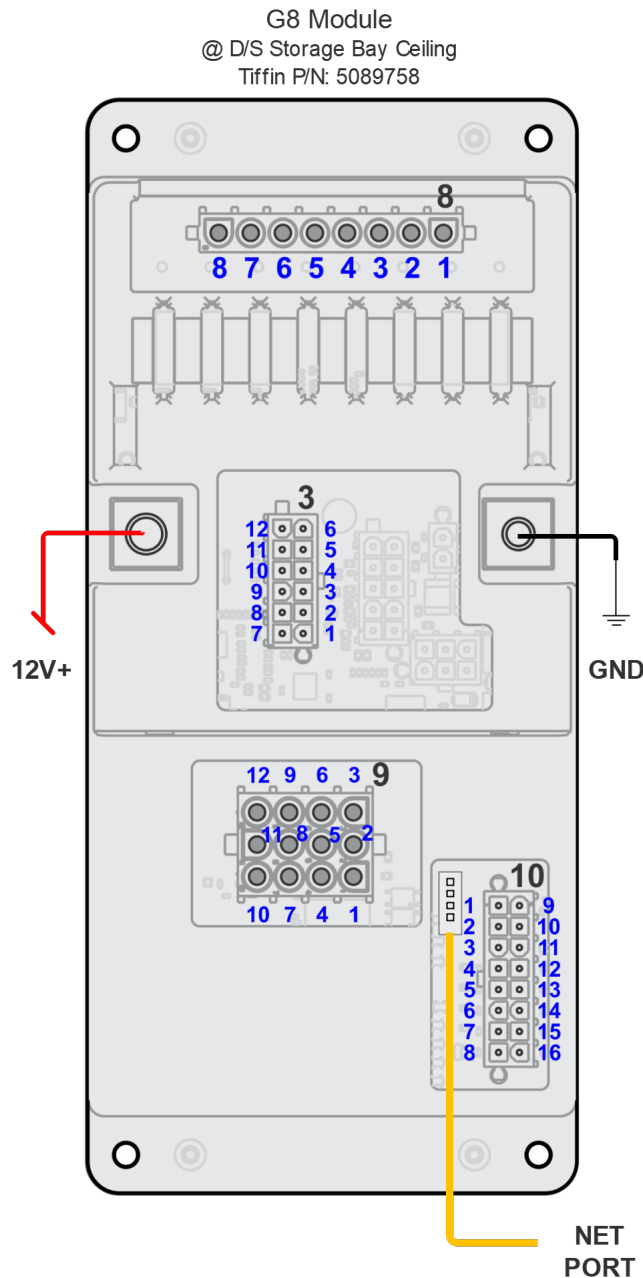 G8 Module
@ D/S Storage Bay Ceiling
Tiffin P/N: 5089758
8
8 7 6 5 4 3 2 1
3
12 6
11 5
10 4
9 3
8 2
7 1
12V+
GND
9
12 9 6 3
11 8 5 2
10 7 4 1
10
1 9
2 10
3 11
4 12
5 13
6 14
7 15
8 16
NET
PORT